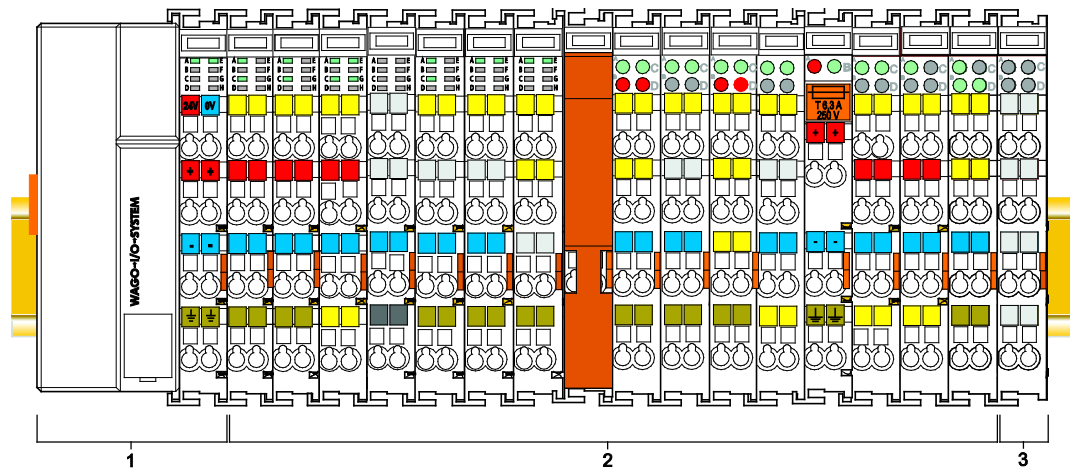 A E A E A E A E A E A E A E A E
B F B F B F B F B F B F B F B F
C G C G C G C G C G C G C G C G
D H D H D H D H D H D H D H D H
A C A C A C A C A B A C A C A C A C
B D B D B D B D B D B D B D B D
24V 0V
T 6,3 A
250 V
+ + + +
- - - -
WAGO-I/O-SYSTEM
1 2 3